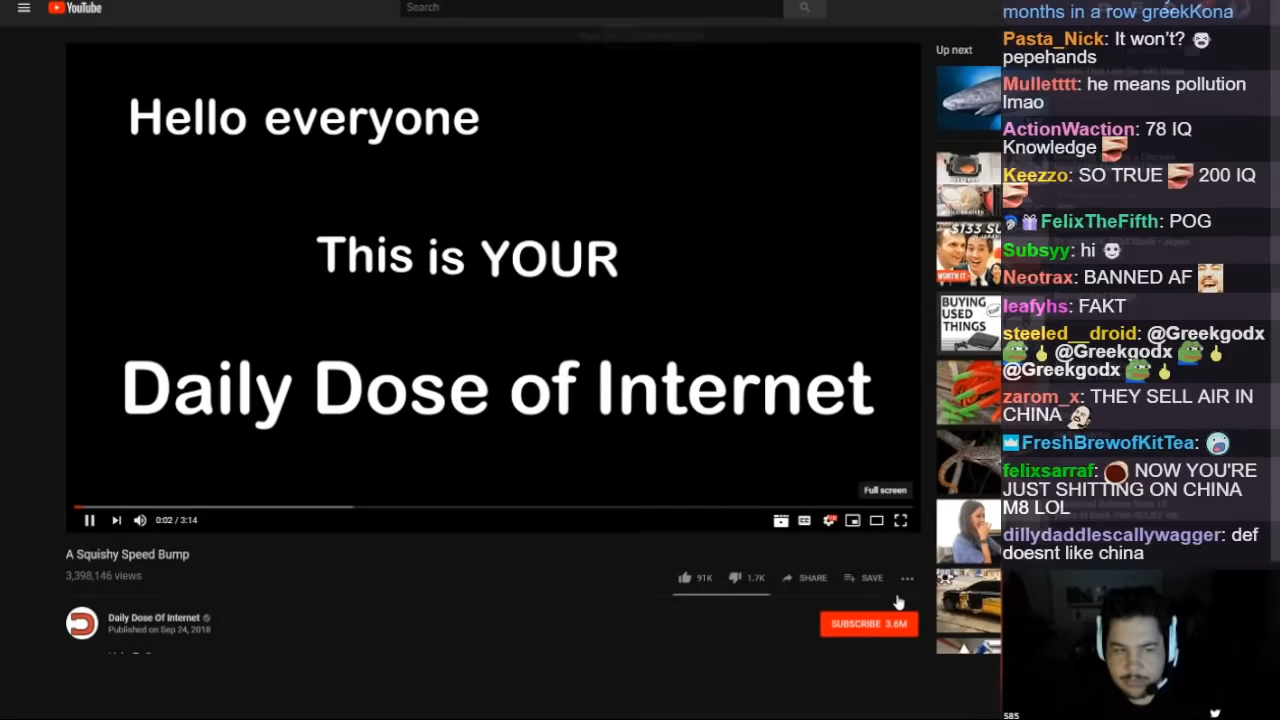 YouTube
Search
Hello everyone
This is YOUR
Daily Dose of Internet
Full screen
0:02 / 3:14
A Squishy Speed Bump
3,398,146 views
91K
1.7K
SHARE
SAVE
Daily Dose Of Internet
Published on Sep 24, 2018
SUBSCRIBE 3.6M
Up next
$133 SU
WORTH IT
BUYING
USED
THINGS
months in a row greekKona
Pasta_Nick: It won't?
pepehands
Mulletttt: he means pollution
lmao
ActionWaction: 78 IQ
Knowledge
Keezzo: SO TRUE 200 IQ
FelixTheFifth: POG
Subsyy: hi
Neotrax: BANNED AF
leafyhs: FAKT
steeled__droid: @Greekgodx
@Greekgodx
@Greekgodx
zarom_x: THEY SELL AIR IN
CHINA
FreshBrewofKitTea:
felixsarraf: NOW YOU'RE
JUST SHITTING ON CHINA
M8 LOL
dillydaddlescallywagger: def
doesnt like china
585